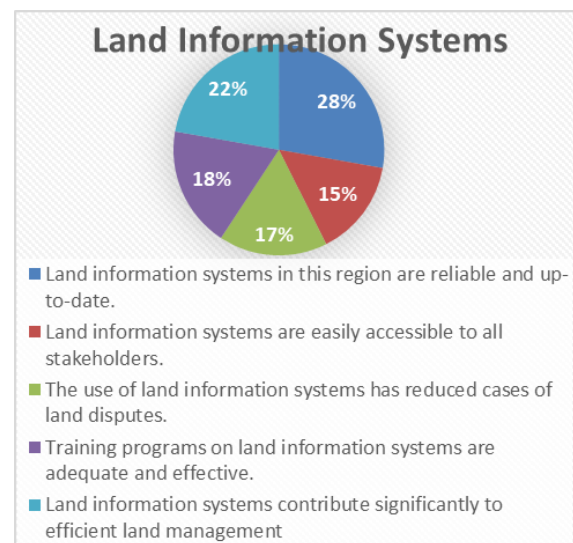 Land Information Systems
22%
28%
18%
15%
17%
Land information systems in this region are reliable and up-
to-date.
Land information systems are easily accessible to all
stakeholders.
The use of land information systems has reduced cases of
land disputes.
Training programs on land information systems are
adequate and effective.
Land information systems contribute significantly to
efficient land management